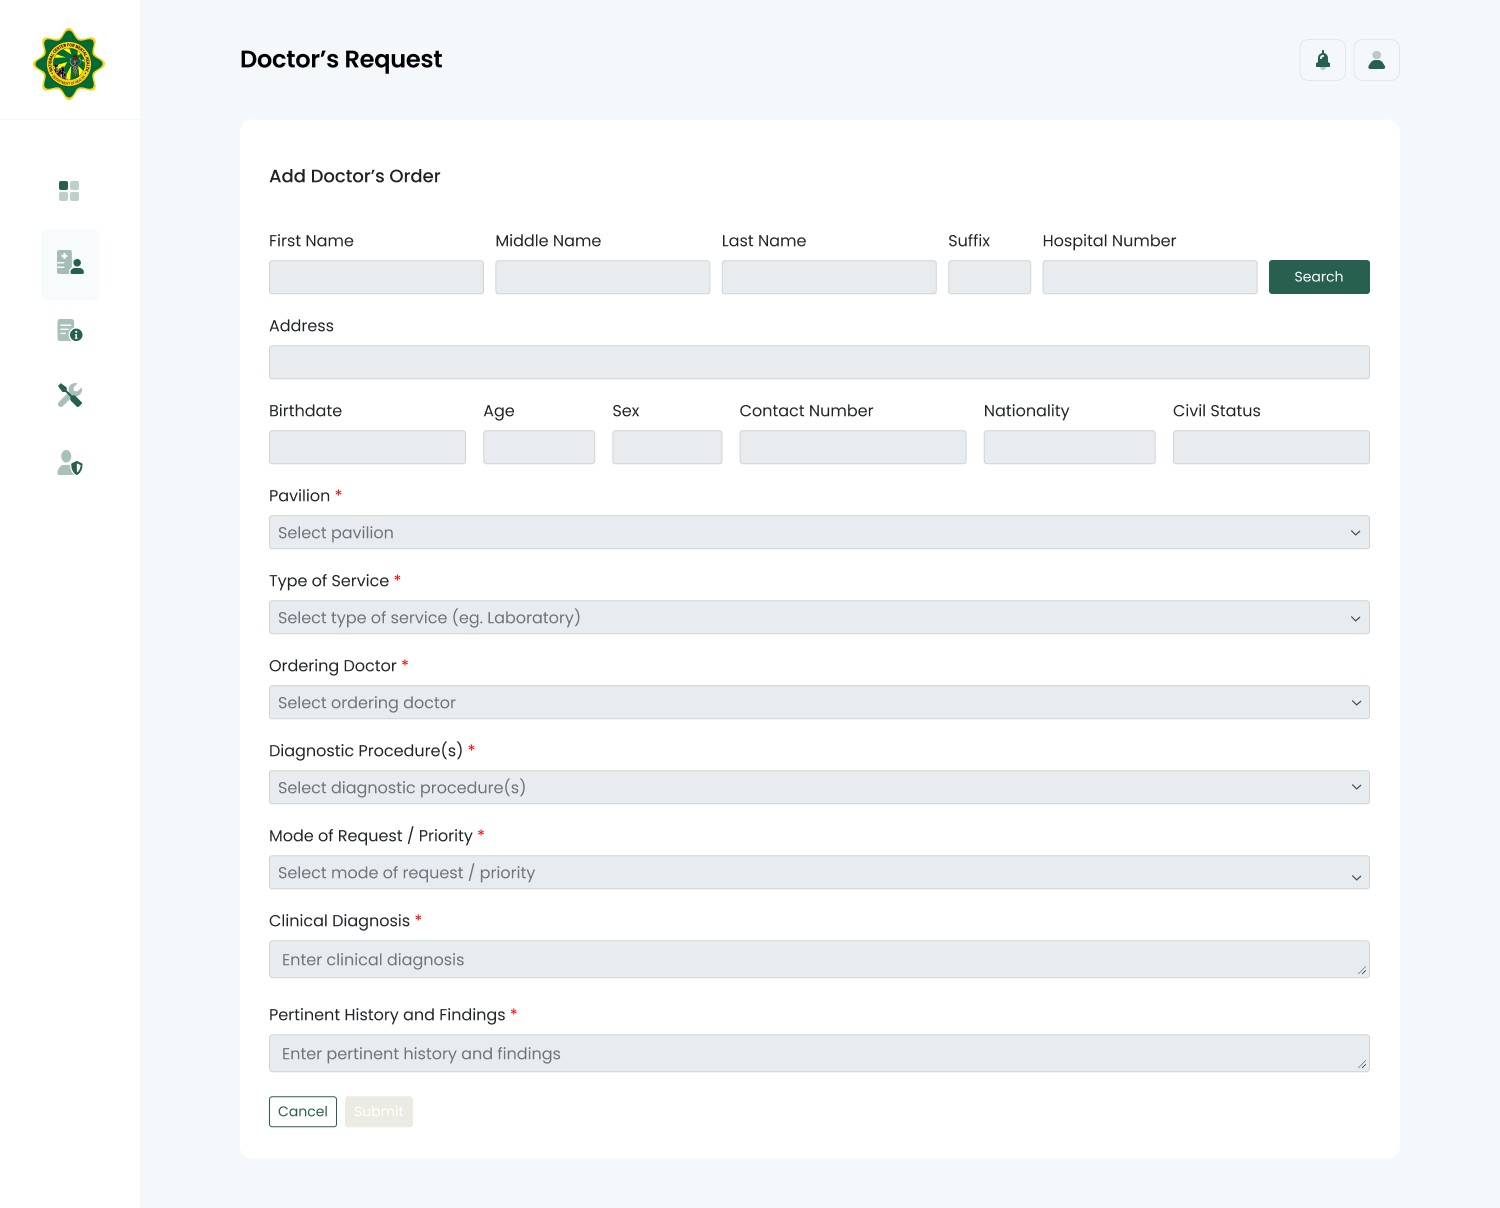 Doctor’s Request
Add Doctor’s Order
First Name Middle Name Last Name Suffix Hospital Number
Search
Address
Birthdate Age Sex Contact Number Nationality Civil Status
Pavilion *
Select pavilion
Type of Service *
Select type of service (eg. Laboratory)
Ordering Doctor *
Select ordering doctor
Diagnostic Procedure(s) *
Select diagnostic procedure(s)
Mode of Request / Priority *
Select mode of request / priority
Clinical Diagnosis *
Enter clinical diagnosis
Pertinent History and Findings *
Enter pertinent history and findings
Cancel Submit